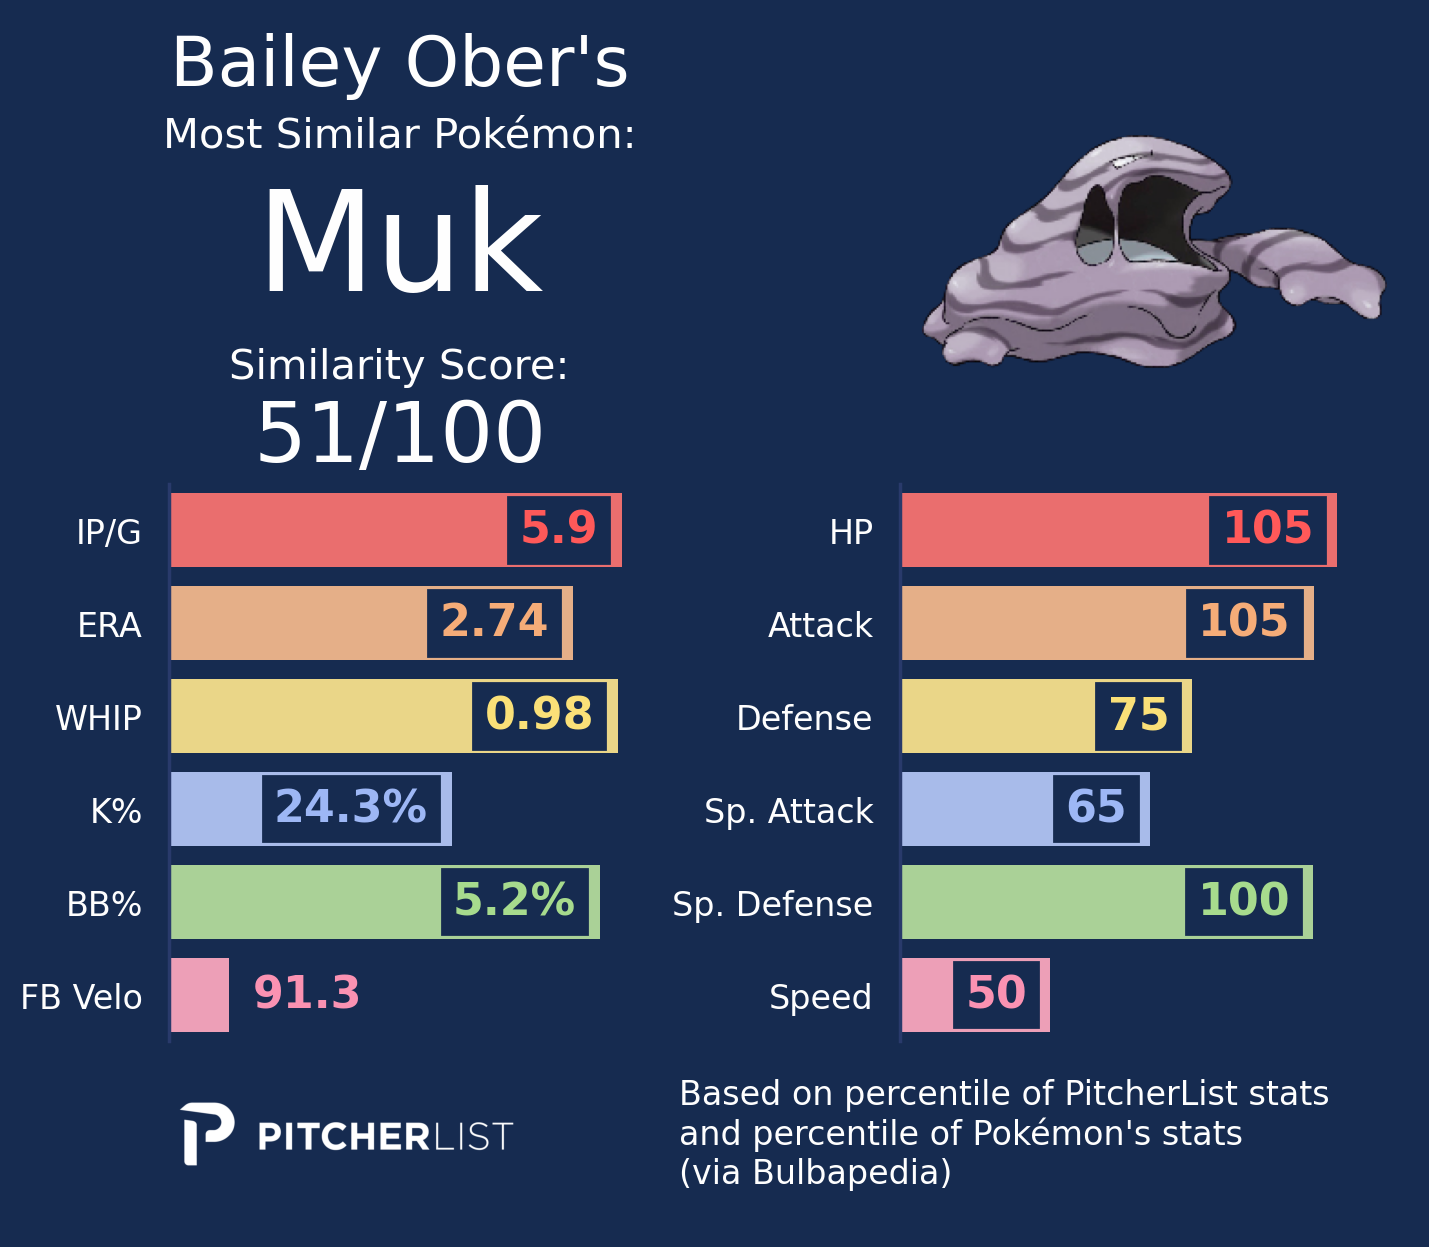 Bailey Ober's
Most Similar Pokémon:
Muk
Similarity Score:
51/100
IP/G 5.9
ERA 2.74
WHIP 0.98
K% 24.3%
BB% 5.2%
FB Velo 91.3
HP 105
Attack 105
Defense 75
Sp. Attack 65
Sp. Defense 100
Speed 50
PITCHERLIST
Based on percentile of PitcherList stats
and percentile of Pokémon's stats
(via Bulbapedia)